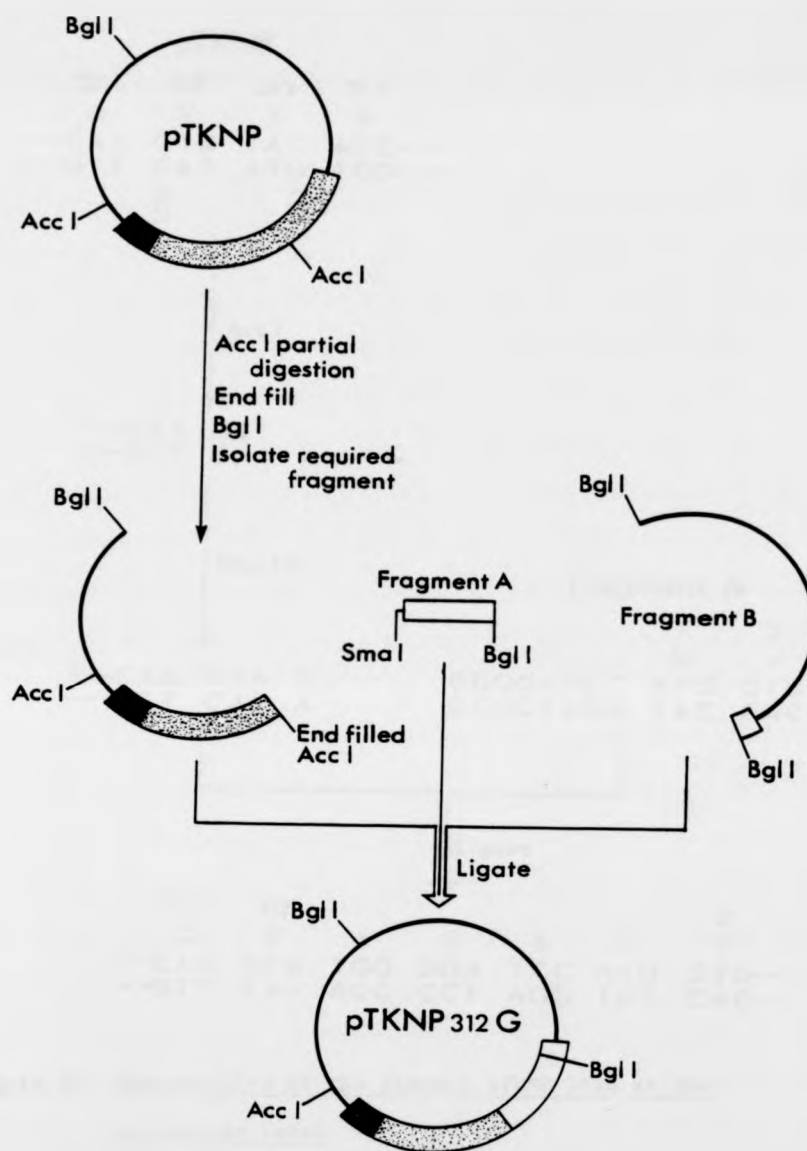 Bgl I
pTKNP
Acc I
Acc I
Acc I partial
digestion
End fill
Bgl I
Isolate required
fragment
Bgl I
Bgl I
Fragment A
Fragment B
Sma I
Bgl I
Acc I
End filled
Acc I
Bgl I
Ligate
Bgl I
pTKNP 312 G
Bgl I
Acc I